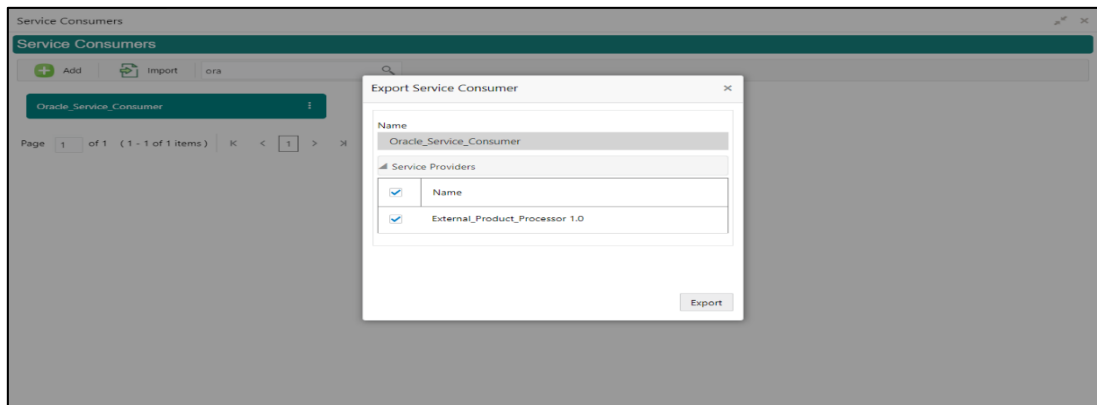 Service Consumers
Service Consumers
Add Import ora
Oracle_Service_Consumer
Page 1 of 1 (1 - 1 of 1 items) K < 1 > >|
Export Service Consumer
Name
Oracle_Service_Consumer
Service Providers
Name
External_Product_Processor 1.0
Export